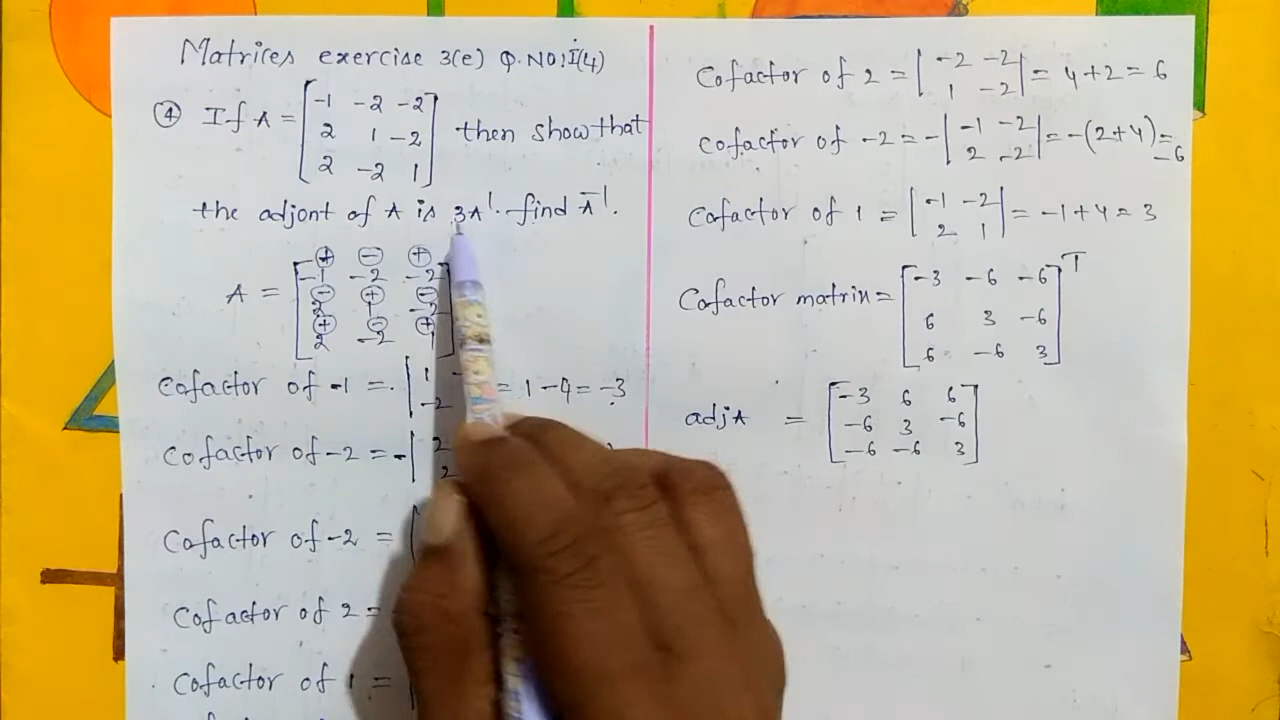 Matrices exercise 3(e) Q.NO:I(4)
④ If A = [-1 -2 -2
2 1 -2
2 -2 1] then show that
the adjont of A is 3A'. find A⁻¹.
⊕ ⊖ ⊕
A = [-1 -2 -2
⊖ ⊕ ⊖
2 1 -2
⊕ ⊖ ⊕
2 -2 1]
Cofactor of -1 = |1
-2 = 1-4 = -3
Cofactor of -2 = -|2
2
Cofactor of -2 =
Cofactor of 2 =
Cofactor of 1 =
Cofactor of 2 = |-2 -2
1 -2| = 4+2 = 6
Cofactor of -2 = -|-1 -2
2 -2| = -(2+4) =
-6
Cofactor of 1 = |-1 -2
2 1| = -1+4 = 3
Cofactor matrix = [-3 -6 -6
6 3 -6
6 -6 3]ᵀ
adjA = [-3 6 6
-6 3 -6
-6 -6 3]